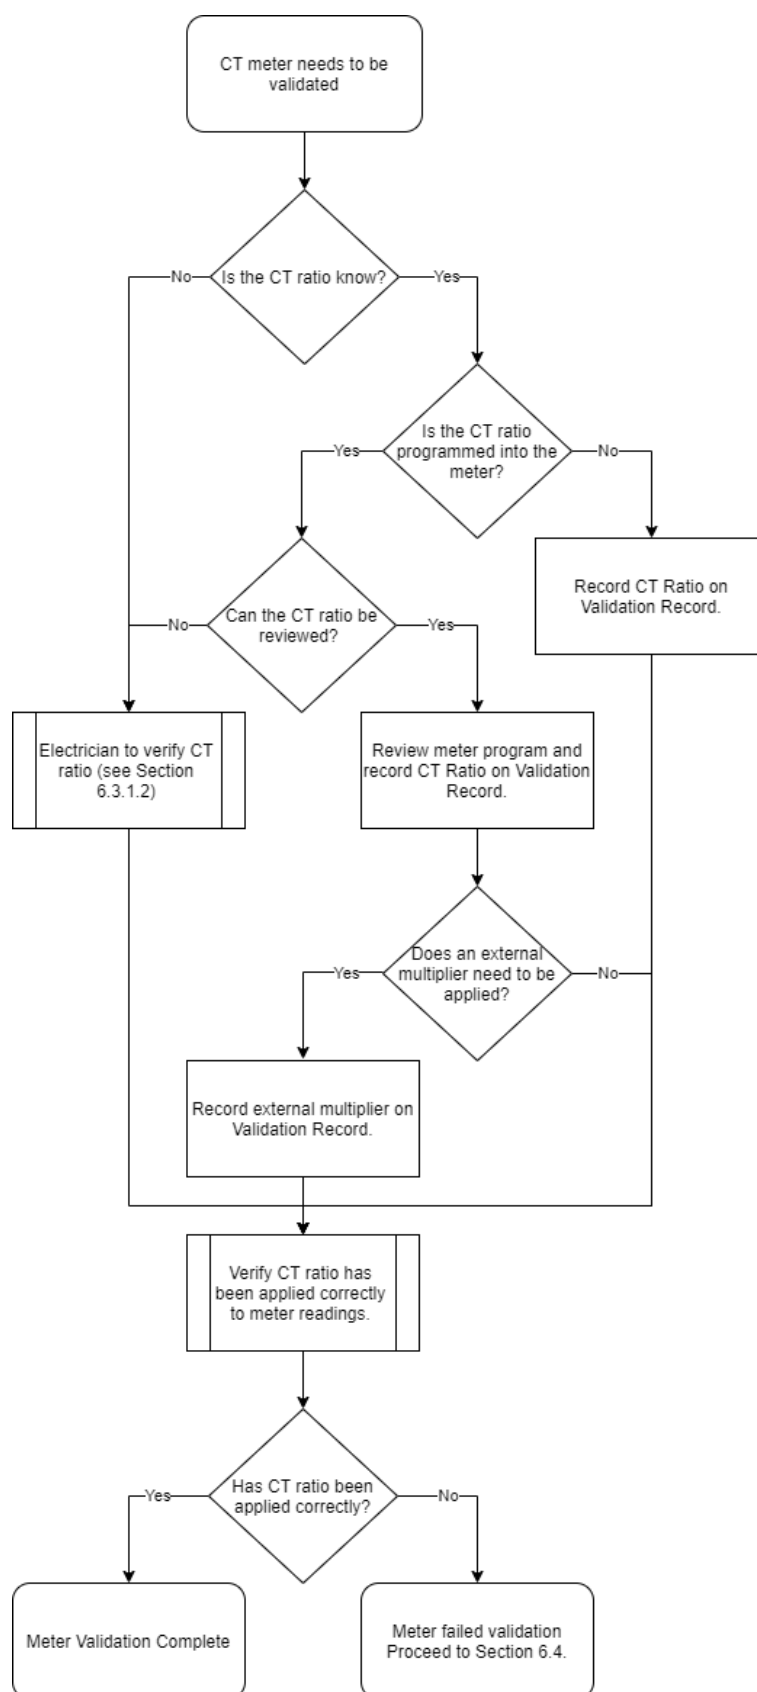 CT meter needs to be
validated
No
Is the CT ratio know?
Yes
Is the CT ratio
programmed into the
meter?
Yes
No
Record CT Ratio on
Validation Record.
Can the CT ratio be
reviewed?
No
Yes
Electrician to verify CT
ratio (see Section
6.3.1.2)
Review meter program and
record CT Ratio on Validation
Record.
Does an external
multiplier need to be
applied?
Yes
No
Record external multiplier on
Validation Record.
Verify CT ratio has
been applied correctly
to meter readings.
Has CT ratio been
applied correctly?
Yes
No
Meter Validation Complete
Meter failed validation
Proceed to Section 6.4.